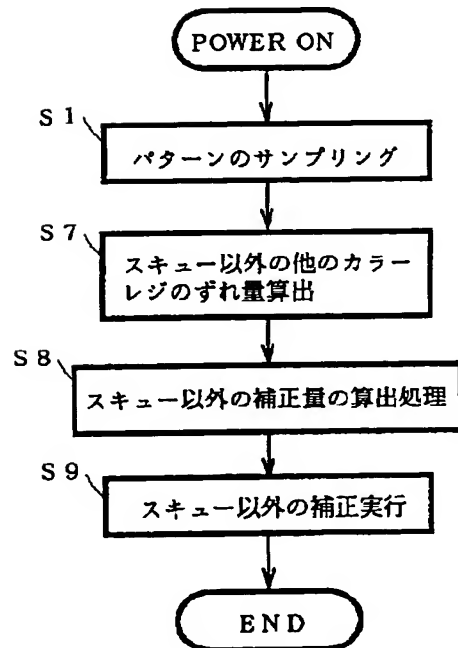 POWER ON
S1
パターンのサンプリング
S7
スキュー以外の他のカラー
レジのずれ量算出
S8
スキュー以外の補正量の算出処理
S9
スキュー以外の補正実行
END